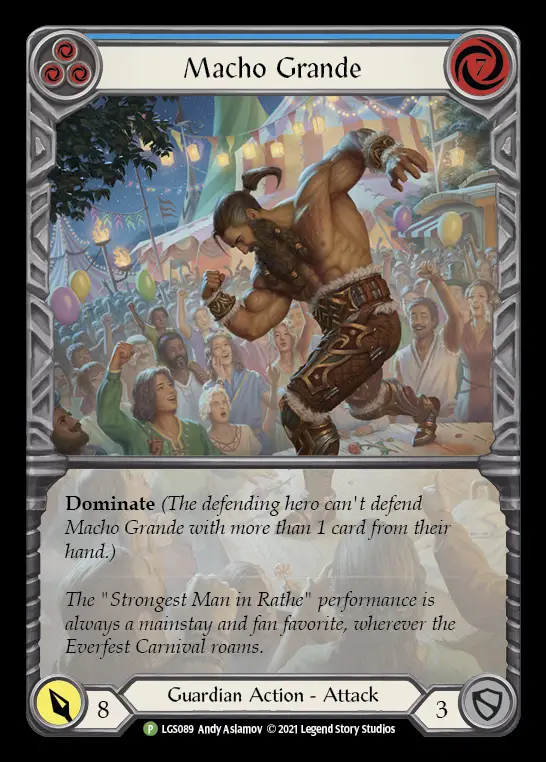 Macho Grande
7
Dominate (The defending hero can't defend
Macho Grande with more than 1 card from their
hand.)
The "Strongest Man in Rathe" performance is
always a mainstay and fan favorite, wherever the
Everfest Carnival roams.
8
Guardian Action - Attack
3
P LGS089 Andy Aslamov © 2021 Legend Story Studios